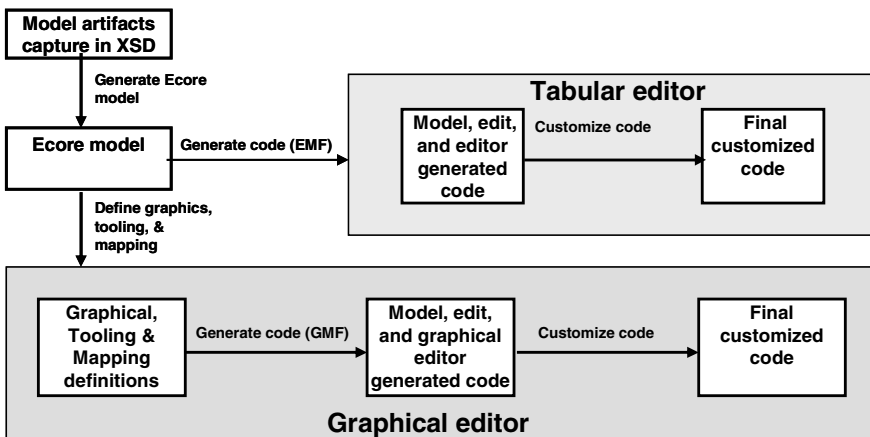 Model artifacts
capture in XSD
Generate Ecore
model
Ecore model
Generate code (EMF)
Tabular editor
Model, edit,
and editor
generated
code
Customize code
Final
customized
code
Define graphics,
tooling, &
mapping
Graphical,
Tooling &
Mapping
definitions
Generate code (GMF)
Model, edit,
and graphical
editor
generated code
Customize code
Final
customized
code
Graphical editor